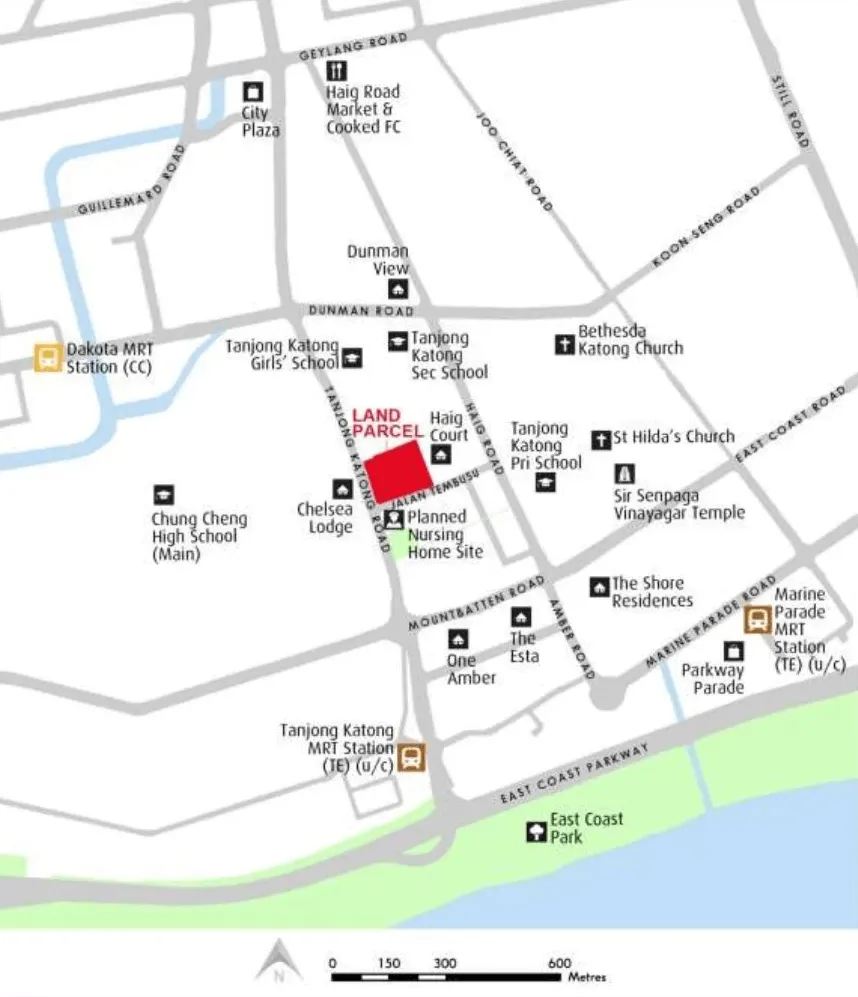 GEYLANG ROAD
Haig Road
Market &
Cooked FC
City
Plaza
STILL ROAD
JOO CHIAT ROAD
GUILLEMARD ROAD
KOON SENG ROAD
Dunman
View
DUNMAN ROAD
Dakota MRT
Station (CC)
Tanjong Katong
Girls' School
Tanjong
Katong
Sec School
Bethesda
Katong Church
TANJONG KATONG ROAD
HAIG ROAD
LAND
PARCEL
Haig
Court
Tanjong
Katong
Pri School
St Hilda's Church
EAST COAST ROAD
Sir Senpaga
Vinayagar Temple
JALAN TEMBUSU
Chelsea
Lodge
Planned
Nursing
Home Site
Chung Cheng
High School
(Main)
MOUNTBATTEN ROAD
AMBER ROAD
The Shore
Residences
MARINE PARADE ROAD
Marine
Parade
MRT
Station
(TE) (u/c)
Parkway
Parade
One
Amber
The
Esta
Tanjong Katong
MRT Station
(TE) (u/c)
EAST COAST PARKWAY
East Coast
Park
N
0 150 300 600
Metres